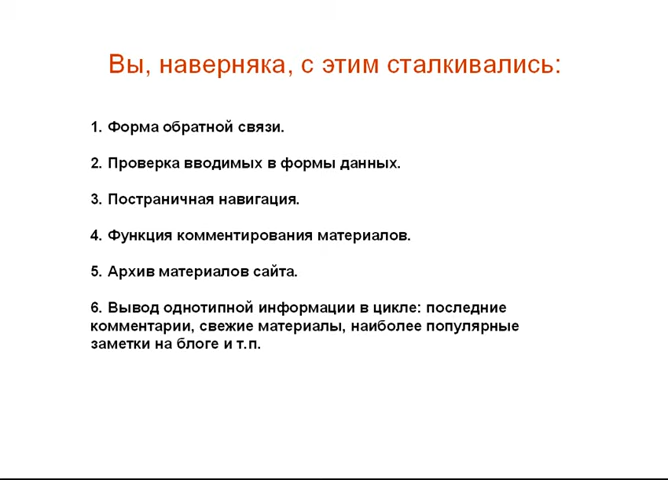 Вы, наверняка, с этим сталкивались:
1. Форма обратной связи.
2. Проверка вводимых в формы данных.
3. Постраничная навигация.
4. Функция комментирования материалов.
5. Архив материалов сайта.
6. Вывод однотипной информации в цикле: последние
комментарии, свежие материалы, наиболее популярные
заметки на блоге и т.п.